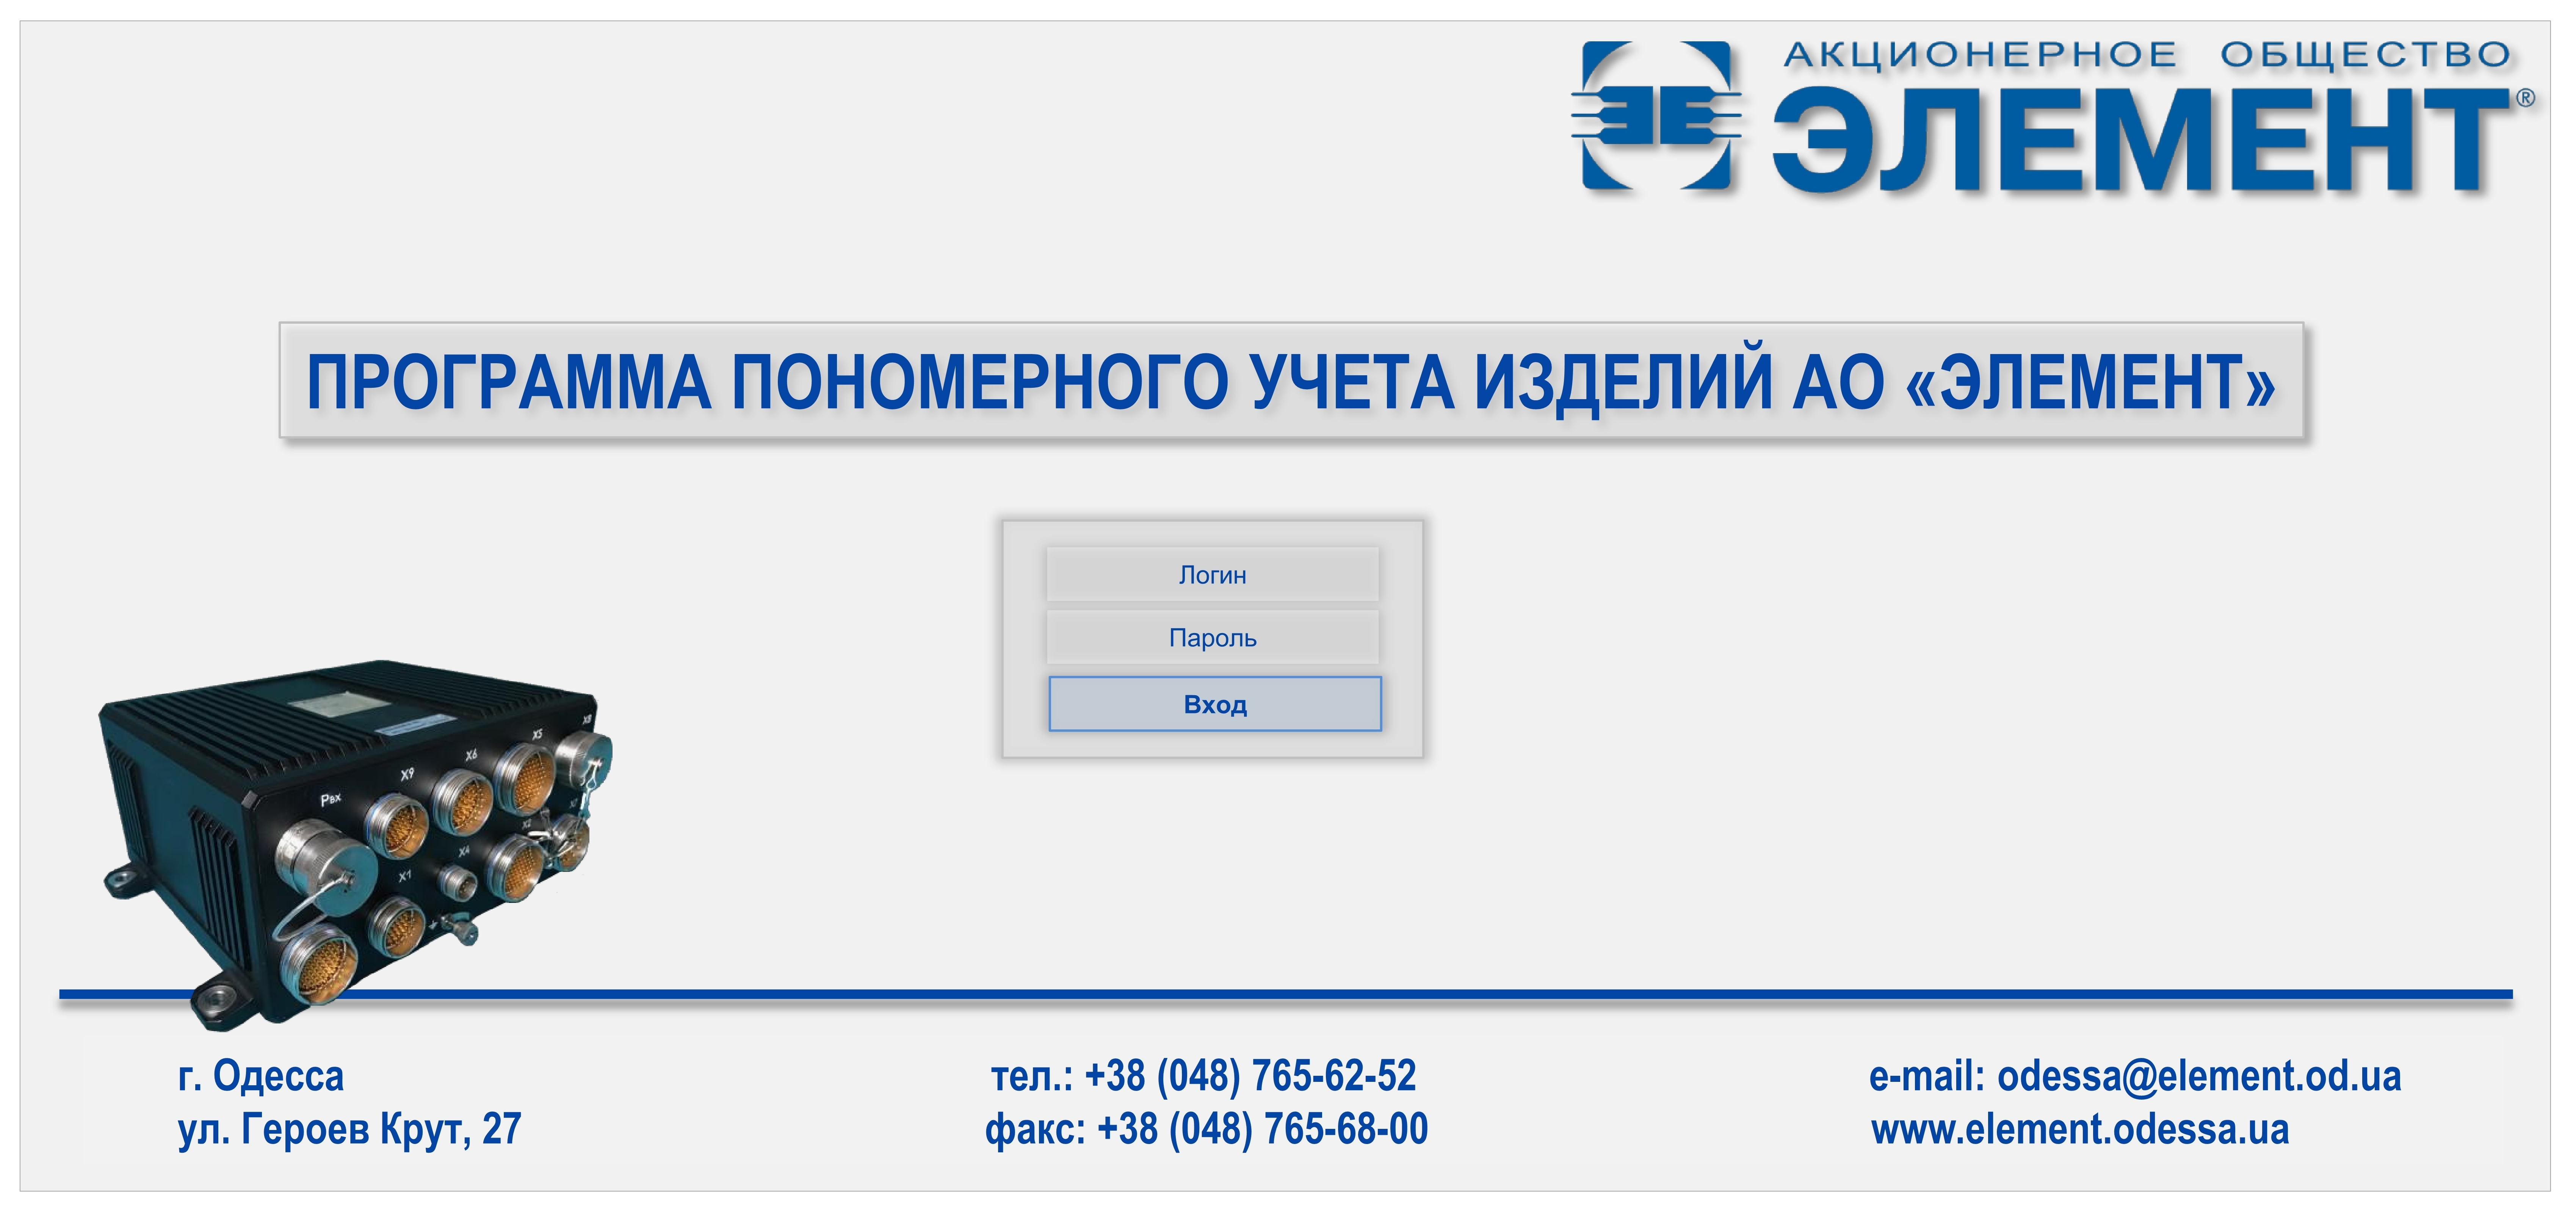 АКЦИОНЕРНОЕ ОБЩЕСТВО
ЭЛЕМЕНТ®
ПРОГРАММА ПОНОМЕРНОГО УЧЕТА ИЗДЕЛИЙ АО «ЭЛЕМЕНТ»
Логин
Пароль
Вход
X8
X5
X6
X9
Рвх
X2
X4
X1
г. Одесса
ул. Героев Крут, 27
тел.: +38 (048) 765-62-52
факс: +38 (048) 765-68-00
e-mail: odessa@element.od.ua
www.element.odessa.ua